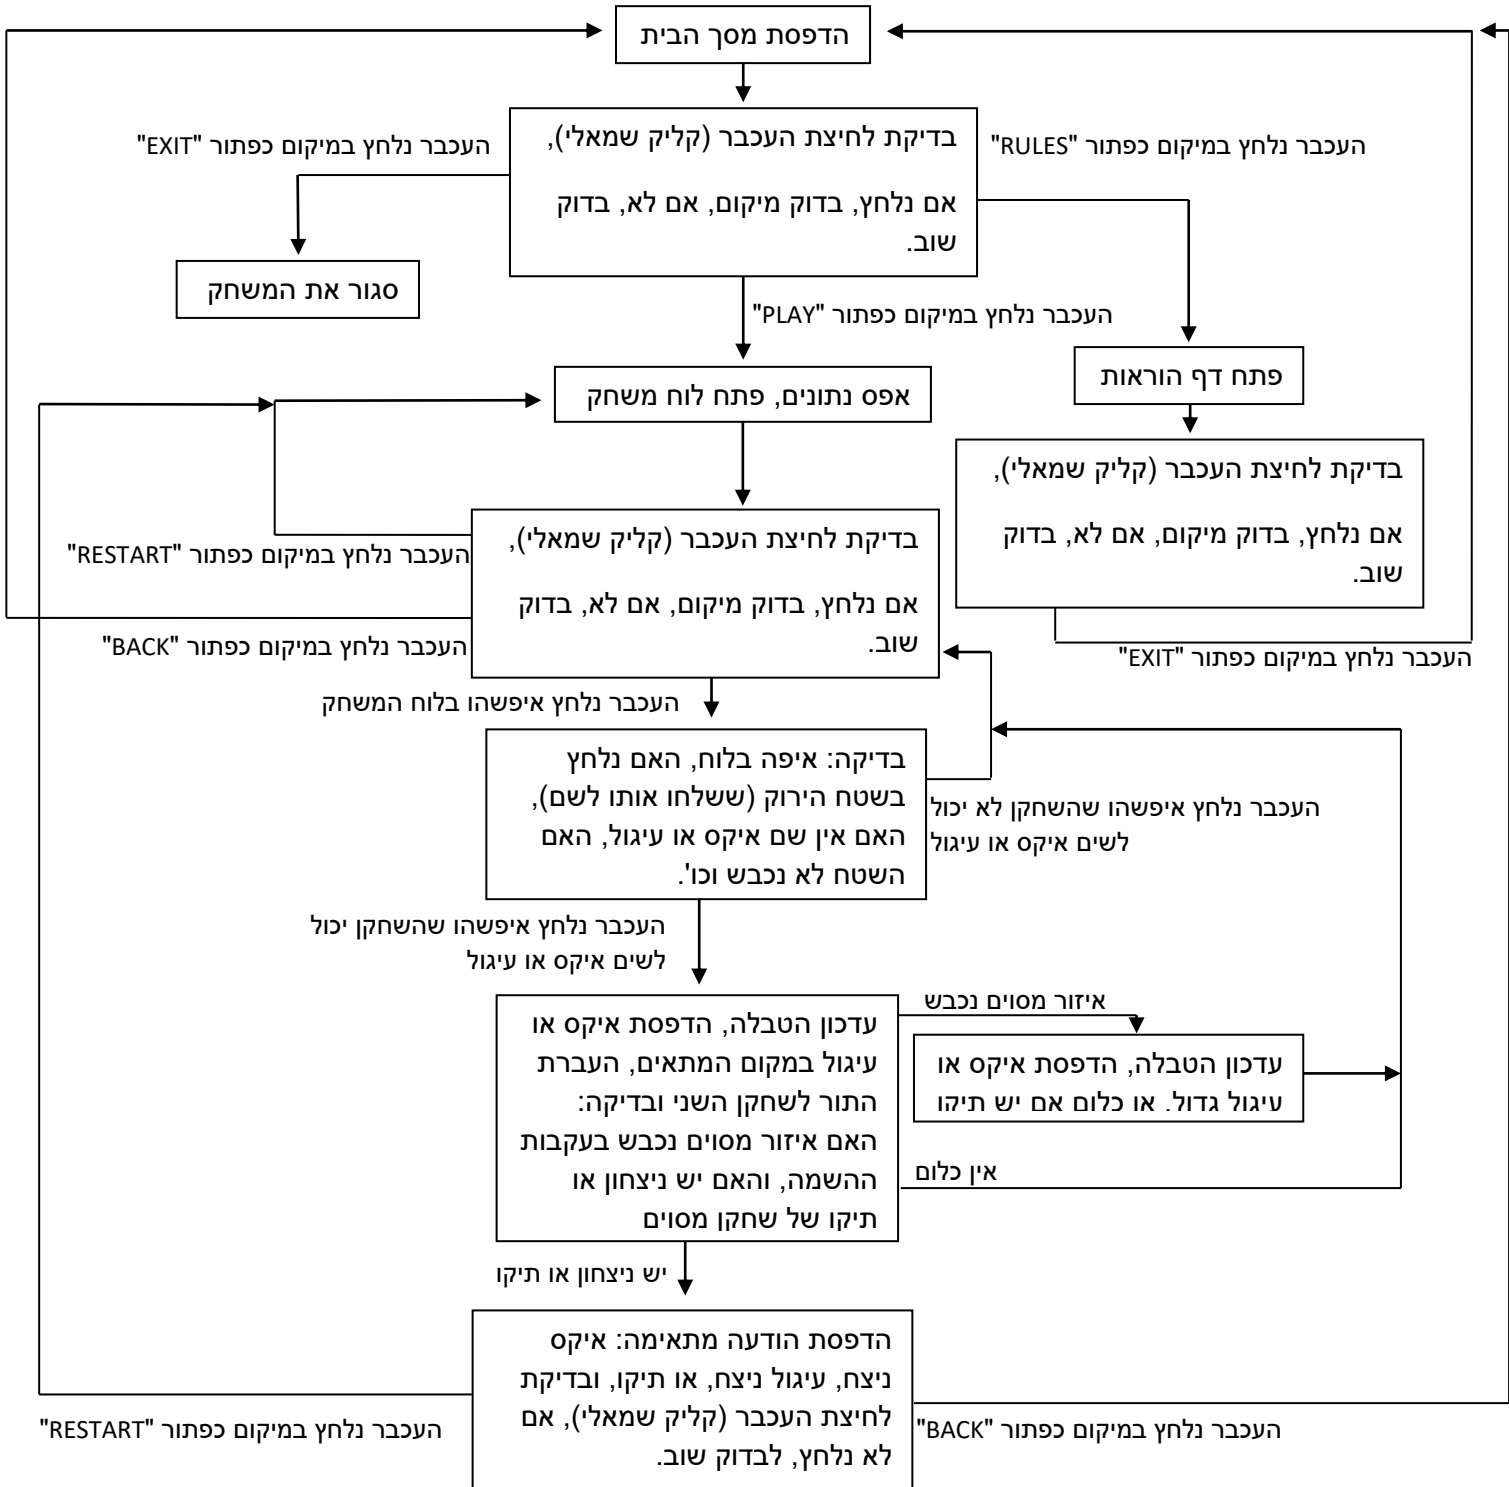 הדפסת מסך הבית
העכבר נלחץ במיקום כפתור "EXIT"
בדיקת לחיצת העכבר (קליק שמאלי),
אם נלחץ, בדוק מיקום, אם לא, בדוק
שוב.
העכבר נלחץ במיקום כפתור "RULES"
סגור את המשחק
העכבר נלחץ במיקום כפתור "PLAY"
פתח דף הוראות
אפס נתונים, פתח לוח משחק
בדיקת לחיצת העכבר (קליק שמאלי),
אם נלחץ, בדוק מיקום, אם לא, בדוק
שוב.
העכבר נלחץ במיקום כפתור "EXIT"
בדיקת לחיצת העכבר (קליק שמאלי),
אם נלחץ, בדוק מיקום, אם לא, בדוק
שוב.
העכבר נלחץ במיקום כפתור "RESTART"
העכבר נלחץ במיקום כפתור "BACK"
העכבר נלחץ איפשהו בלוח המשחק
בדיקה: איפה בלוח, האם נלחץ
בשטח הירוק (ששלחו אותו לשם),
האם אין שם איקס או עיגול, האם
השטח לא נכבש וכו'.
העכבר נלחץ איפשהו שהשחקן לא יכול
לשים איקס או עיגול
העכבר נלחץ איפשהו שהשחקן יכול
לשים איקס או עיגול
עדכון הטבלה, הדפסת איקס או
עיגול במקום המתאים, העברת
התור לשחקן השני ובדיקה:
האם איזור מסוים נכבש בעקבות
ההשמה, והאם יש ניצחון או
תיקו של שחקן מסוים
איזור מסוים נכבש
עדכון הטבלה, הדפסת איקס או
עיגול גדול. או כלום אם יש תיקו
אין כלום
יש ניצחון או תיקו
הדפסת הודעה מתאימה: איקס
ניצח, עיגול ניצח, או תיקו, ובדיקת
לחיצת העכבר (קליק שמאלי), אם
לא נלחץ, לבדוק שוב.
העכבר נלחץ במיקום כפתור "BACK"
העכבר נלחץ במיקום כפתור "RESTART"